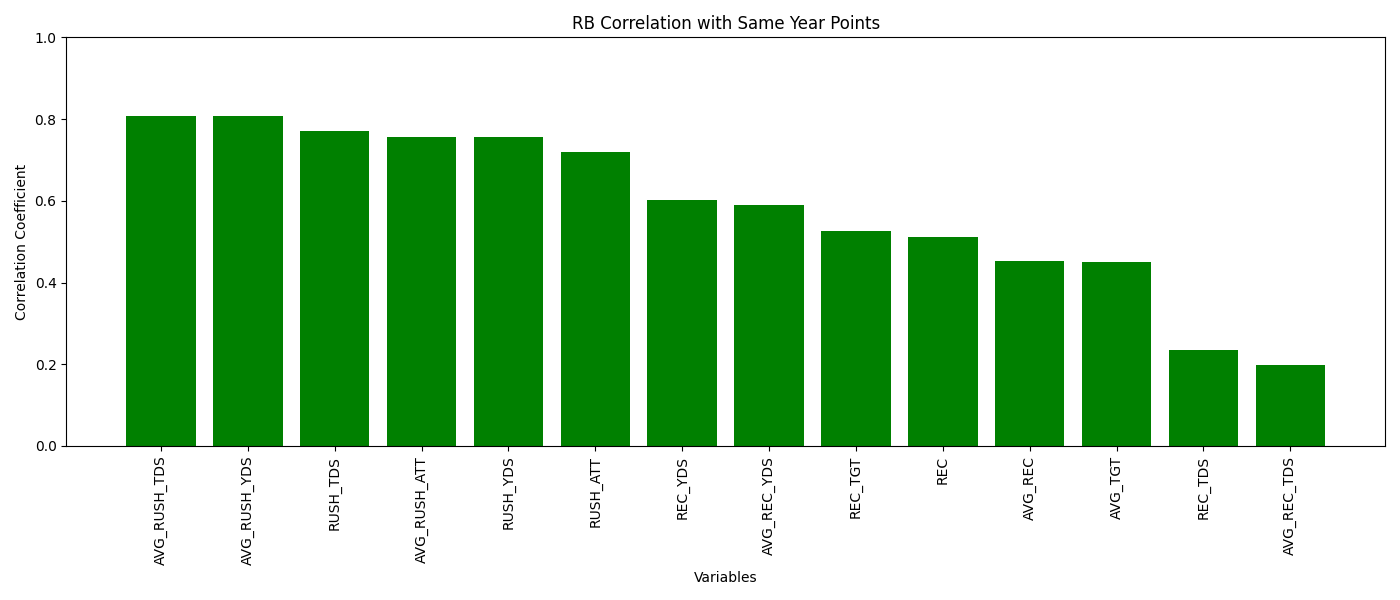 RB Correlation with Same Year Points
Correlation Coefficient
1.0
0.8
0.6
0.4
0.2
0.0
AVG_RUSH_TDS
AVG_RUSH_YDS
RUSH_TDS
AVG_RUSH_ATT
RUSH_YDS
RUSH_ATT
REC_YDS
AVG_REC_YDS
REC_TGT
REC
AVG_REC
AVG_TGT
REC_TDS
AVG_REC_TDS
Variables